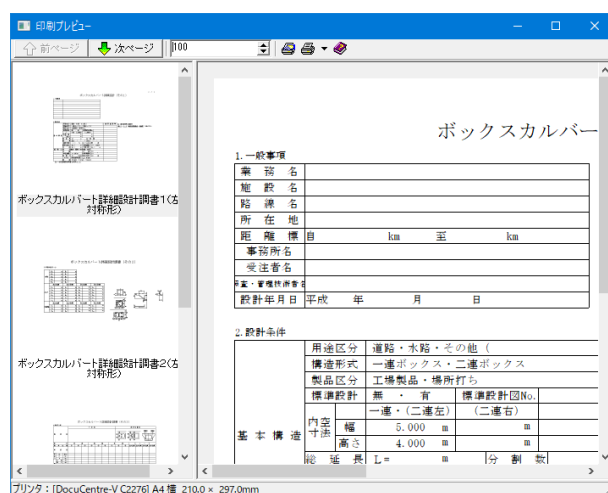 印刷プレビュー
前ページ 次ページ 100
ボックスカルバート詳細設計調書1(左
対称形)
ボックスカルバート詳細設計調書2(左
対称形)
ボックスカルバー
1.一般事項
業務名
施設名
路線名
所在地
距離標 自 km 至 km
事務所名
受注者名
設計年月日 平成 年 月 日
2.設計条件
用途区分 道路・水路・その他（
構造形式 一連ボックス・二連ボックス
製品区分 工場製品・場所打ち
標準設計 無・有 標準設計図No.
一連・(二連左) (二連右)
基本構造 内空寸法 幅 5.000 m m
高さ 4.000 m m
総延長 L= m 分割数
プリンタ : [DocuCentre-V C2276] A4 横 210.0 × 297.0mm